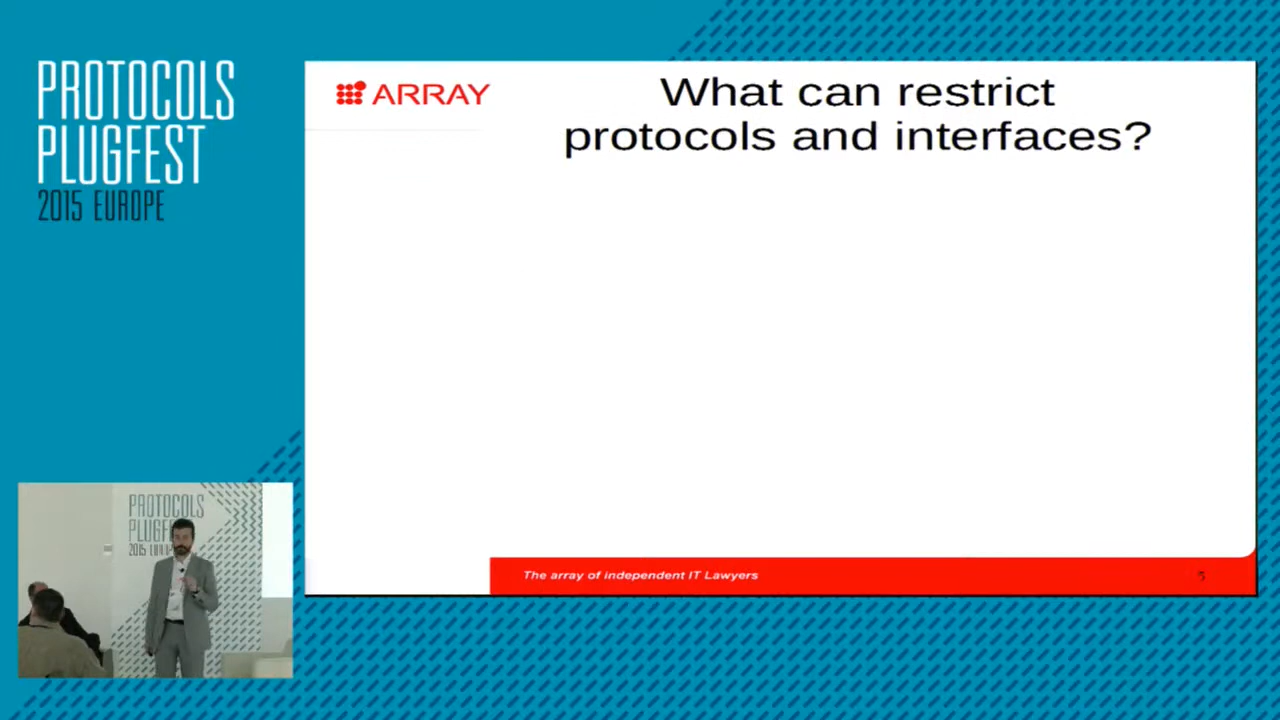 PROTOCOLS
PLUGFEST
2015 EUROPE
ARRAY
What can restrict
protocols and interfaces?
The array of independent IT Lawyers
5
PROTOCOLS
PLUGFEST
2015